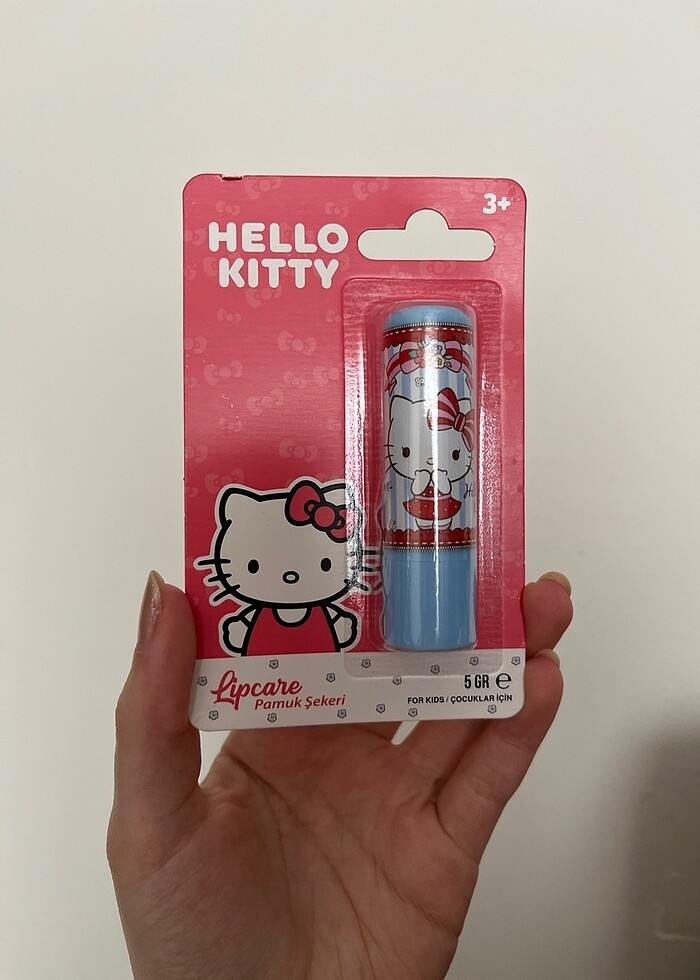 3+
HELLO
KITTY
Lipcare
Pamuk Şekeri
5 GR ℮
FOR KIDS / ÇOCUKLAR İÇİN